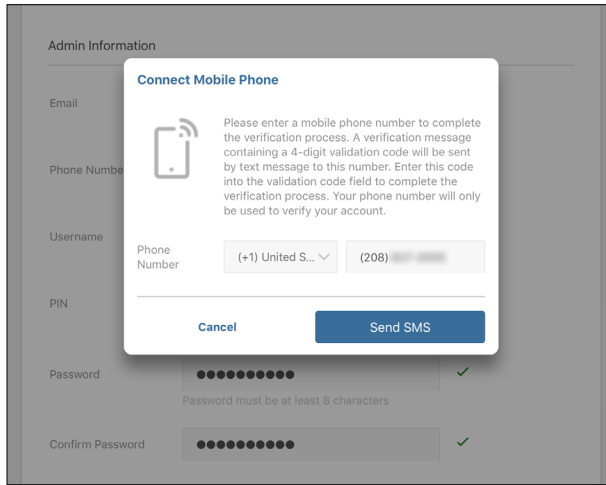 Admin Information
Connect Mobile Phone
Email
Please enter a mobile phone number to complete
the verification process. A verification message
containing a 4-digit validation code will be sent
by text message to this number. Enter this code
into the validation code field to complete the
verification process. Your phone number will only
be used to verify your account.
Phone Numbe
Username
Phone
Number
(+1) United S...
(208)
PIN
Cancel
Send SMS
Password
Password must be at least 8 characters
Confirm Password